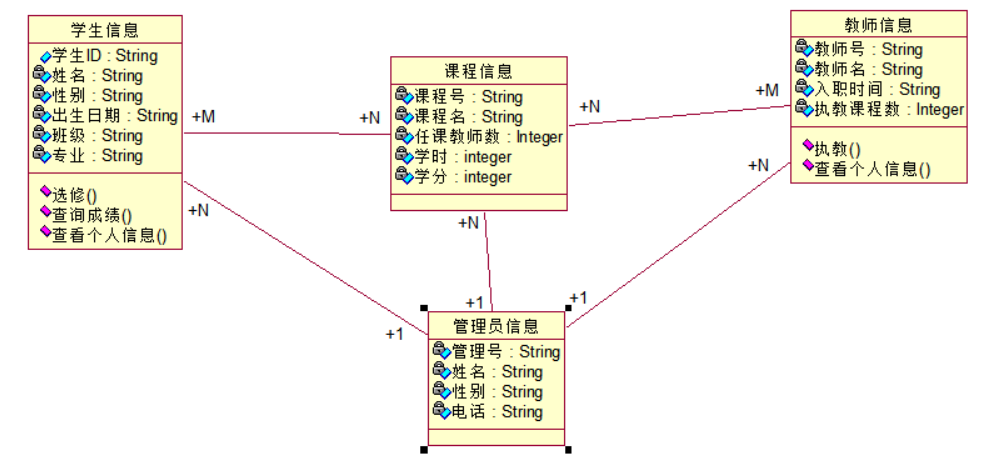 学生信息
学生ID : String
姓名 : String
性别 : String
出生日期 : String
班级 : String
专业 : String
选修()
查询成绩()
查看个人信息()
+M
+N
+N
课程信息
课程号 : String
课程名 : String
任课教师数 : Integer
学时 : integer
学分 : integer
+N
+M
+N
教师信息
教师号 : String
教师名 : String
入职时间 : String
执教课程数 : Integer
执教()
查看个人信息()
+N
+1
+1
+1
管理员信息
管理号 : String
姓名 : String
性别 : String
电话 : String